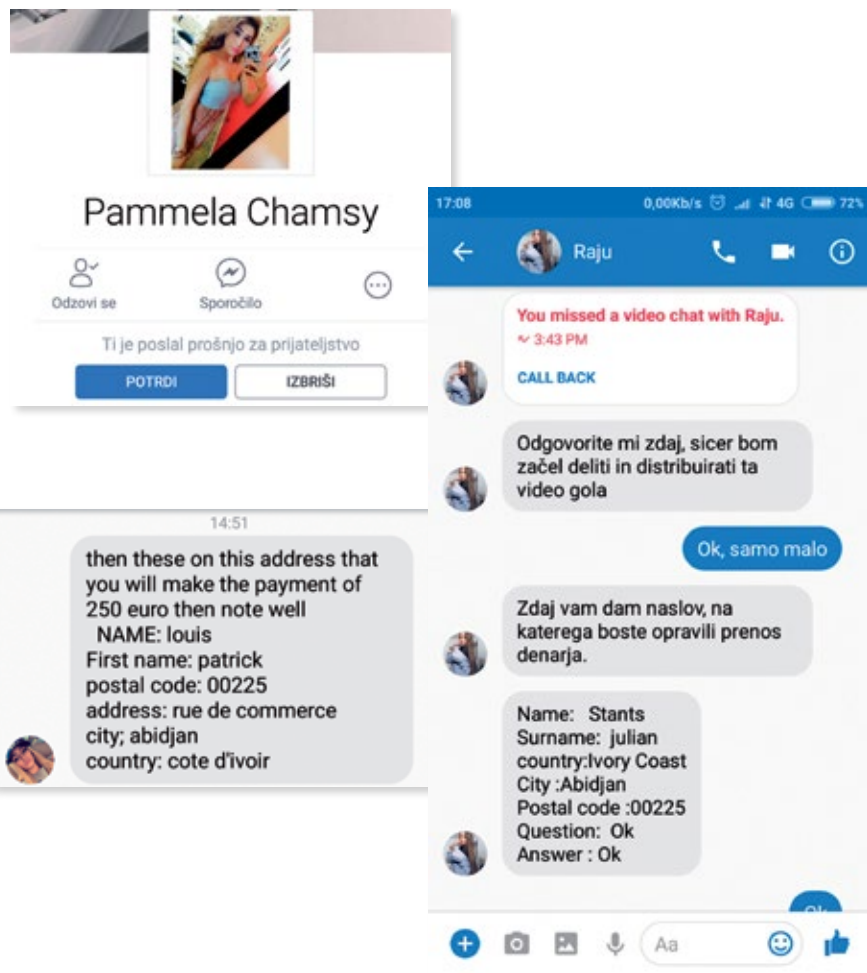 Pammela Chamsy
Odzovi se
Sporočilo
Ti je poslal prošnjo za prijateljstvo
POTRDI
IZBRIŠI
14:51
then these on this address that
you will make the payment of
250 euro then note well
NAME: louis
First name: patrick
postal code: 00225
address: rue de commerce
city; abidjan
country: cote d'ivoir
17:08
0,00Kb/s
4G
72%
Raju
You missed a video chat with Raju.
3:43 PM
CALL BACK
Odgovorite mi zdaj, sicer bom
začel deliti in distribuirati ta
video gola
Ok, samo malo
Zdaj vam dam naslov, na
katerega boste opravili prenos
denarja.
Name: Stants
Surname: julian
country:Ivory Coast
City :Abidjan
Postal code :00225
Question: Ok
Answer : Ok
Aa